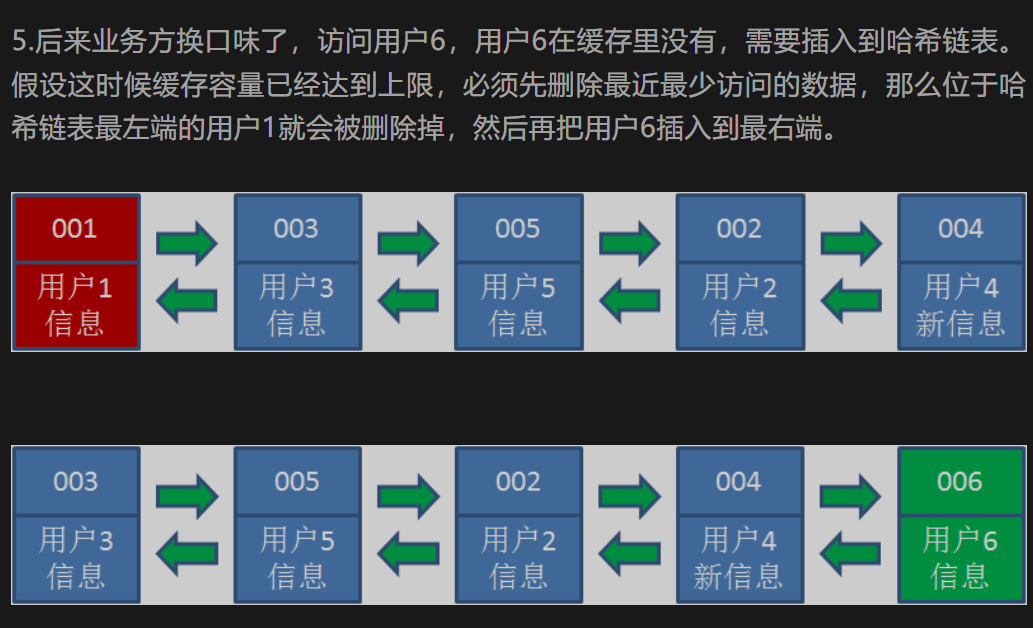 5.后来业务方换口味了，访问用户6，用户6在缓存里没有，需要插入到哈希链表。
假设这时候缓存容量已经达到上限，必须先删除最近最少访问的数据，那么位于哈
希链表最左端的用户1就会被删除掉，然后再把用户6插入到最右端。
001
用户1
信息
003
用户3
信息
005
用户5
信息
002
用户2
信息
004
用户4
新信息
003
用户3
信息
005
用户5
信息
002
用户2
信息
004
用户4
新信息
006
用户6
信息